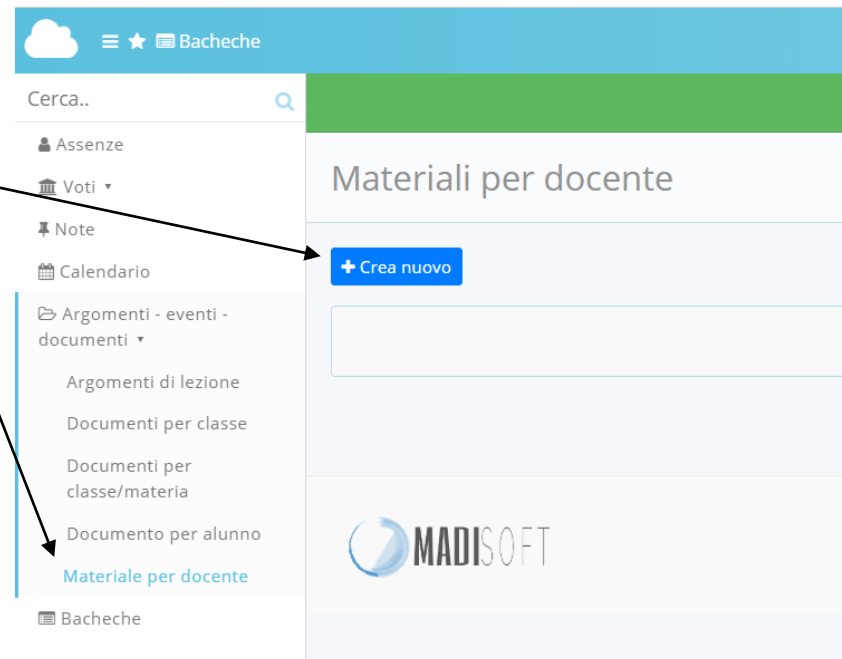 Bacheche
Cerca..
Assenze
Voti
Note
Calendario
Argomenti - eventi -
documenti
Argomenti di lezione
Documenti per classe
Documenti per
classe/materia
Documento per alunno
Materiale per docente
Bacheche
Materiali per docente
Crea nuovo
MADISOFT